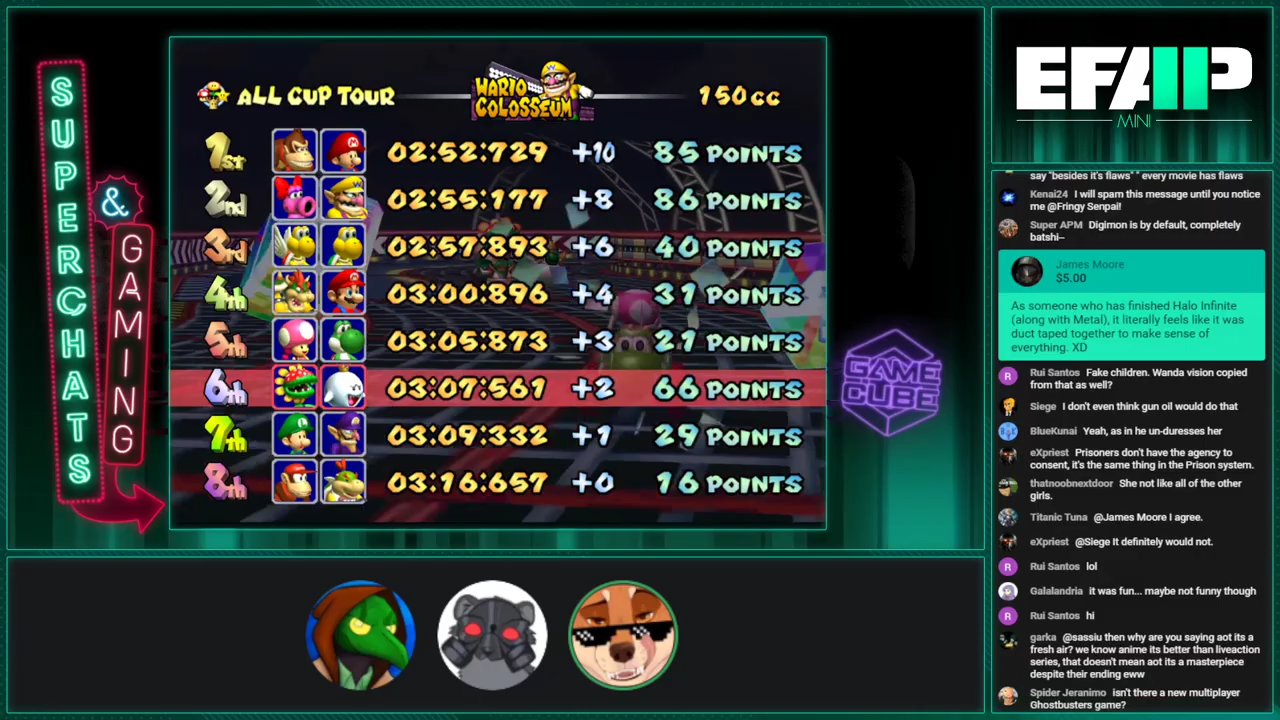 SUPERCHATS
&
GAMING
ALL CUP TOUR
WARIO
COLOSSEUM
150cc
1st 02:52:729 +10 85 POINTS
2nd 02:55:177 +8 86 POINTS
3rd 02:57:893 +6 40 POINTS
4th 03:00:896 +4 31 POINTS
5th 03:05:873 +3 21 POINTS
6th 03:07:561 +2 66 POINTS
7th 03:09:332 +1 29 POINTS
8th 03:16:657 +0 16 POINTS
GAME
CUBE
EFAP
MINI
say "besides it's flaws" " every movie has flaws
Kenai24 I will spam this message until you notice
me @Fringy Senpai!
Super APM Digimon is by default, completely
batshi–
James Moore
$5.00
As someone who has finished Halo Infinite
(along with Metal), it literally feels like it was
duct taped together to make sense of
everything. XD
R Rui Santos Fake children. Wanda vision copied
from that as well?
Siege I don't even think gun oil would do that
BlueKunai Yeah, as in he un-duresses her
eXpriest Prisoners don't have the agency to
consent, it's the same thing in the Prison system.
thatnoobnextdoor She not like all of the other
girls.
Titanic Tuna @James Moore I agree.
eXpriest @Siege It definitely would not.
R Rui Santos lol
Galalandria it was fun... maybe not funny though
R Rui Santos hi
garka @sassiu then why are you saying aot its a
fresh air? we know anime its better than liveaction
series, that doesn't mean aot its a masterpiece
despite their ending eww
Spider Jeranimo isn't there a new multiplayer
Ghostbusters game?